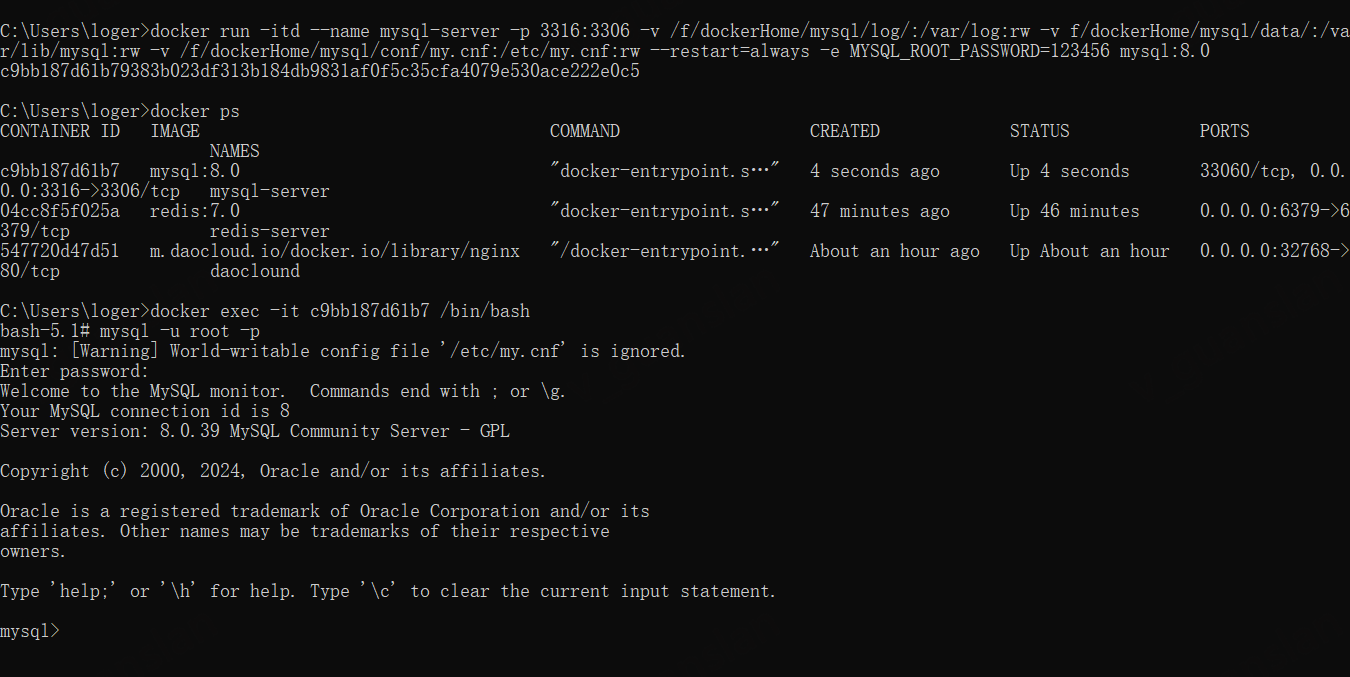 C:\Users\loger>docker run -itd --name mysql-server -p 3316:3306 -v /f/dockerHome/mysql/log/:/var/log:rw -v f/dockerHome/mysql/data/:/va
r/lib/mysql:rw -v /f/dockerHome/mysql/conf/my.cnf:/etc/my.cnf:rw --restart=always -e MYSQL_ROOT_PASSWORD=123456 mysql:8.0
c9bb187d61b79383b023df313b184db9831af0f5c35cfa4079e530ace222e0c5
C:\Users\loger>docker ps
CONTAINER ID   IMAGE                                   COMMAND                   CREATED             STATUS             PORTS
                     NAMES
c9bb187d61b7   mysql:8.0                               "docker-entrypoint.s…"   4 seconds ago       Up 4 seconds       33060/tcp, 0.0.
0.0:3316->3306/tcp   mysql-server
04cc8f5f025a   redis:7.0                               "docker-entrypoint.s…"   47 minutes ago      Up 46 minutes      0.0.0.0:6379->6
379/tcp              redis-server
547720d47d51   m.daocloud.io/docker.io/library/nginx   "/docker-entrypoint.…"   About an hour ago   Up About an hour   0.0.0.0:32768->
80/tcp               daoclound
C:\Users\loger>docker exec -it c9bb187d61b7 /bin/bash
bash-5.1# mysql -u root -p
mysql: [Warning] World-writable config file '/etc/my.cnf' is ignored.
Enter password:
Welcome to the MySQL monitor.  Commands end with ; or \g.
Your MySQL connection id is 8
Server version: 8.0.39 MySQL Community Server - GPL
Copyright (c) 2000, 2024, Oracle and/or its affiliates.
Oracle is a registered trademark of Oracle Corporation and/or its
affiliates. Other names may be trademarks of their respective
owners.
Type 'help;' or '\h' for help. Type '\c' to clear the current input statement.
mysql>